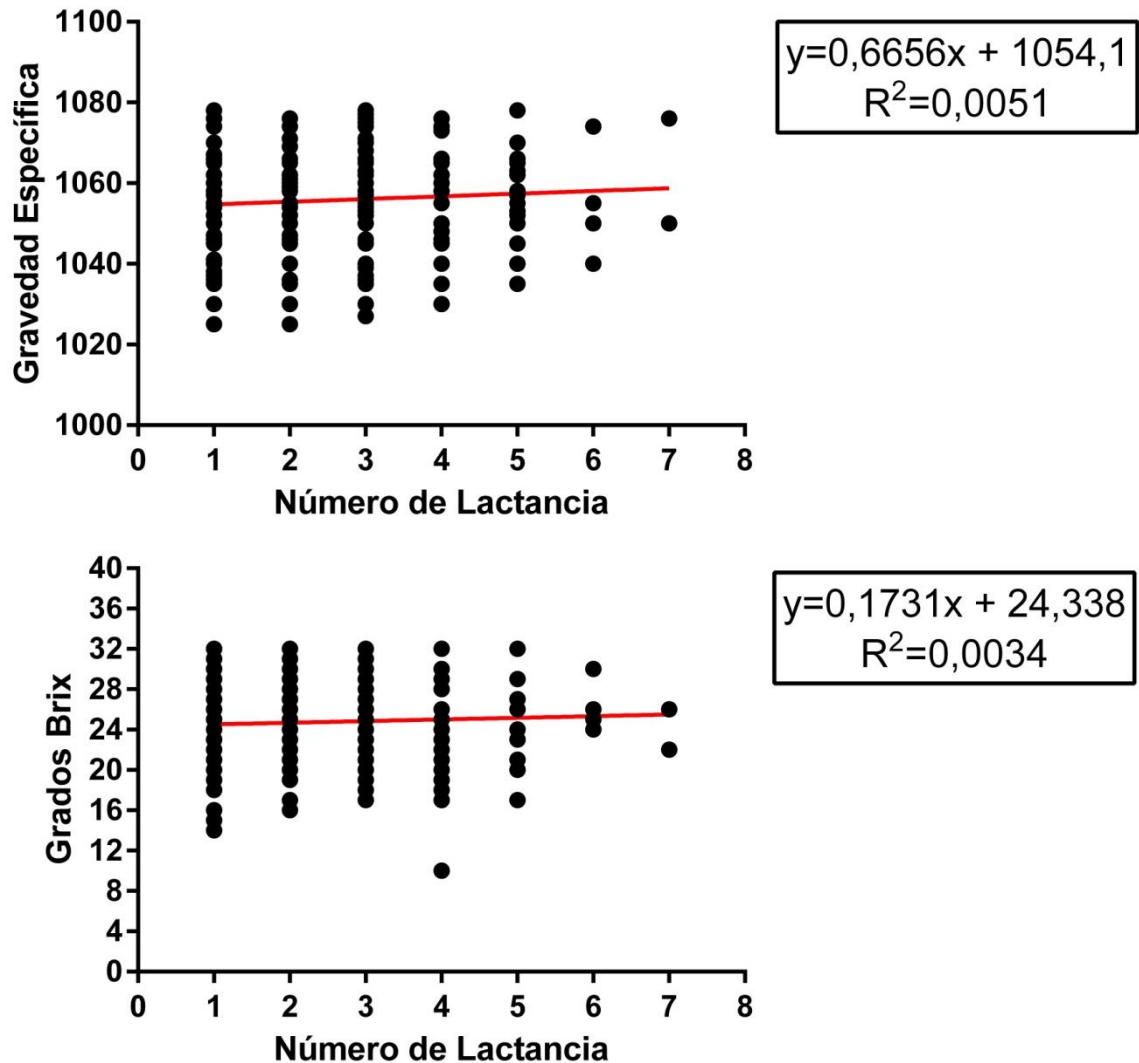 Gravedad Específica
1100
1080
1060
1040
1020
1000
0 1 2 3 4 5 6 7 8
Número de Lactancia
y=0,6656x + 1054,1
R²=0,0051
Grados Brix
40
36
32
28
24
20
16
12
8
4
0
0 1 2 3 4 5 6 7 8
Número de Lactancia
y=0,1731x + 24,338
R²=0,0034